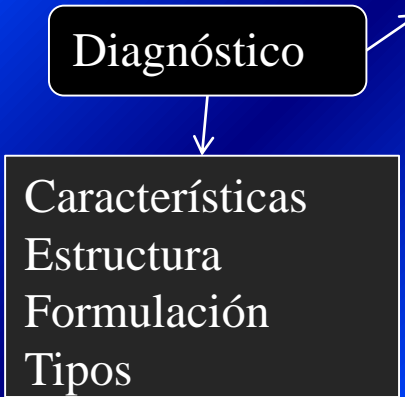 Diagnóstico
Características
Estructura
Formulación
Tipos